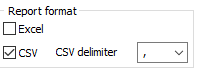 Report format
Excel
CSV CSV delimiter ,